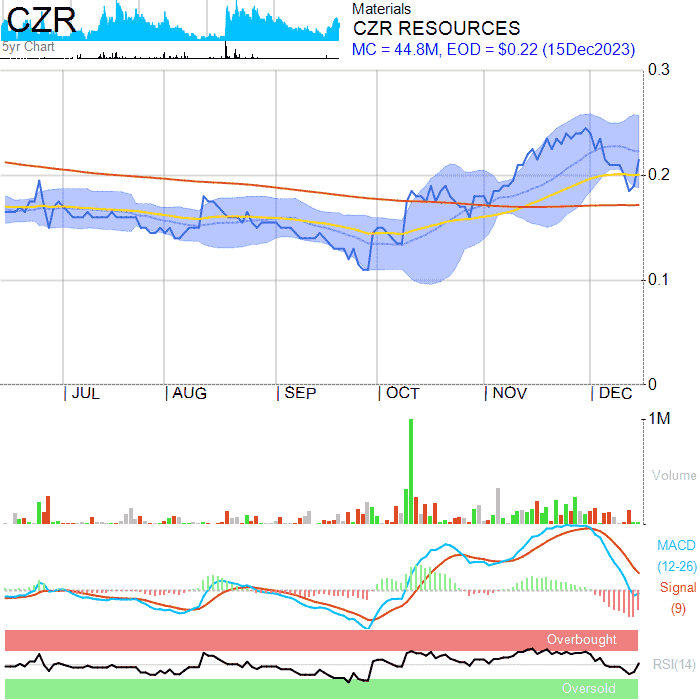 CZR
5yr Chart
Materials
CZR RESOURCES
MC = 44.8M, EOD = $0.22 (15Dec2023)
0.3
0.2
0.1
0
JUL AUG SEP OCT NOV DEC
1M
Volume
MACD
(12-26)
Signal
(9)
Overbought
RSI(14)
Oversold